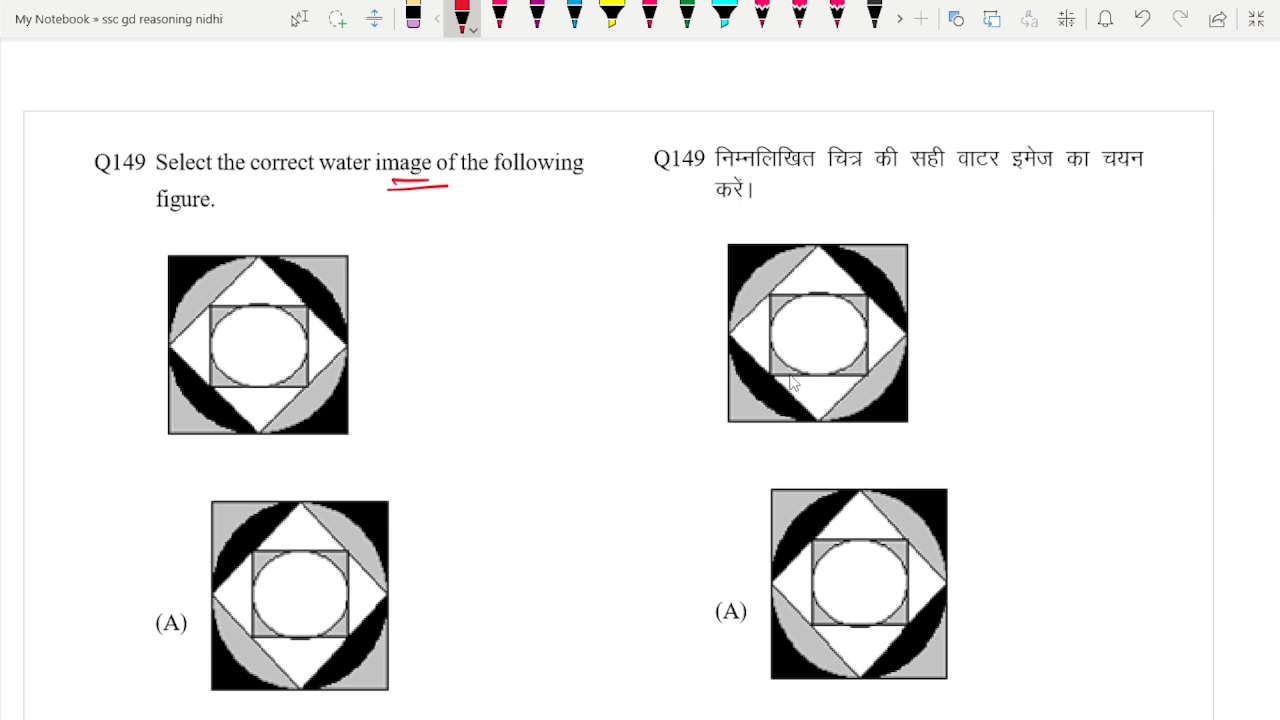 My Notebook » ssc gd reasoning nidhi
Q149 Select the correct water image of the following
figure.
(A)
Q149 निम्नलिखित चित्र की सही वाटर इमेज का चयन
करें।
(A)